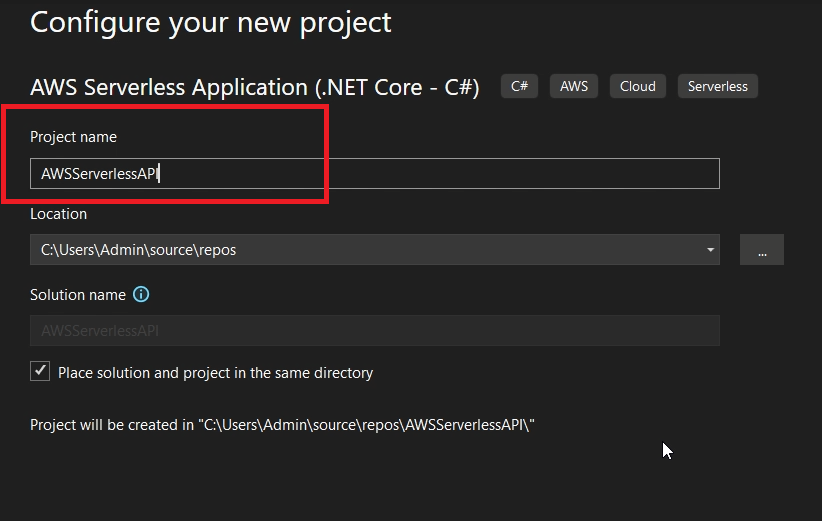 Configure your new project
AWS Serverless Application (.NET Core - C#) C# AWS Cloud Serverless
Project name
AWSServerlessAPI
Location
C:\Users\Admin\source\repos
...
Solution name
AWSServerlessAPI
Place solution and project in the same directory
Project will be created in "C:\Users\Admin\source\repos\AWSServerlessAPI\"